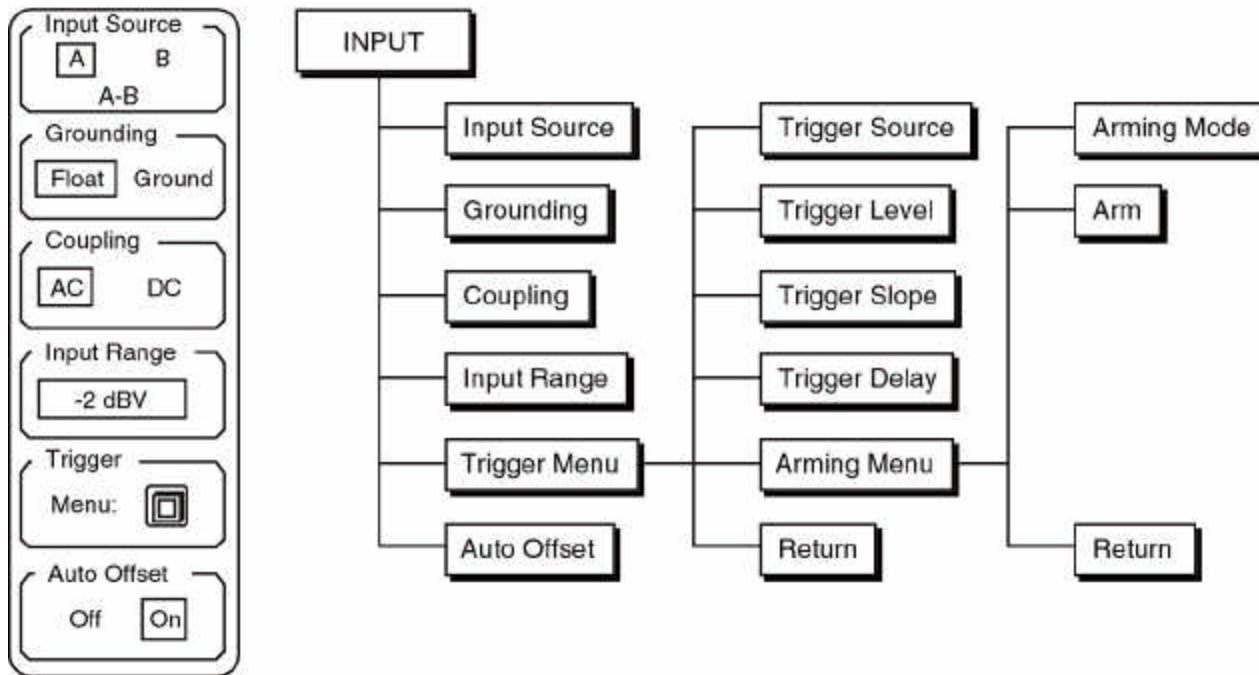 Input Source
A B
A-B
Grounding
Float Ground
Coupling
AC DC
Input Range
-2 dBV
Trigger
Menu:
Auto Offset
Off On
INPUT
Input Source
Grounding
Coupling
Input Range
Trigger Menu
Auto Offset
Trigger Source
Trigger Level
Trigger Slope
Trigger Delay
Arming Menu
Return
Arming Mode
Arm
Return